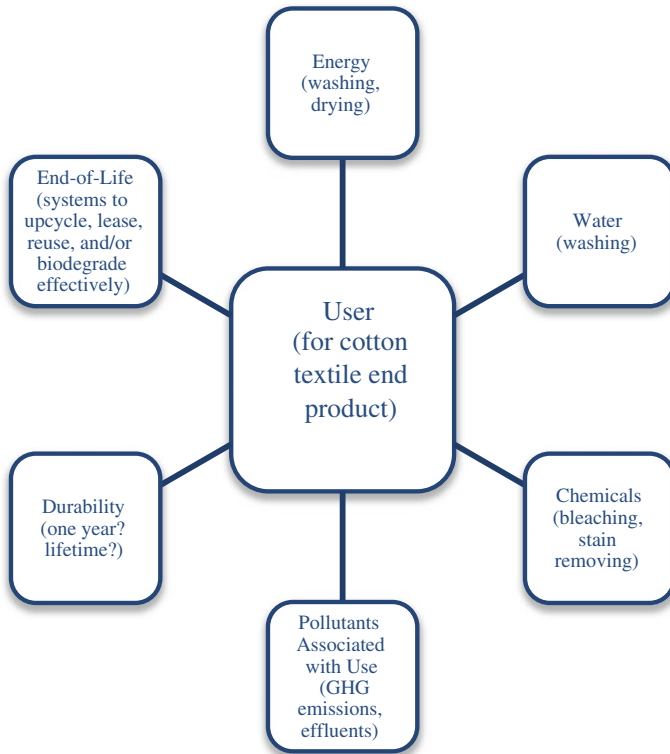 Energy
(washing,
drying)
End-of-Life
(systems to
upcycle, lease,
reuse, and/or
biodegrade
effectively)
Water
(washing)
User
(for cotton
textile end
product)
Durability
(one year?
lifetime?)
Chemicals
(bleaching,
stain
removing)
Pollutants
Associated
with Use
(GHG
emissions,
effluents)